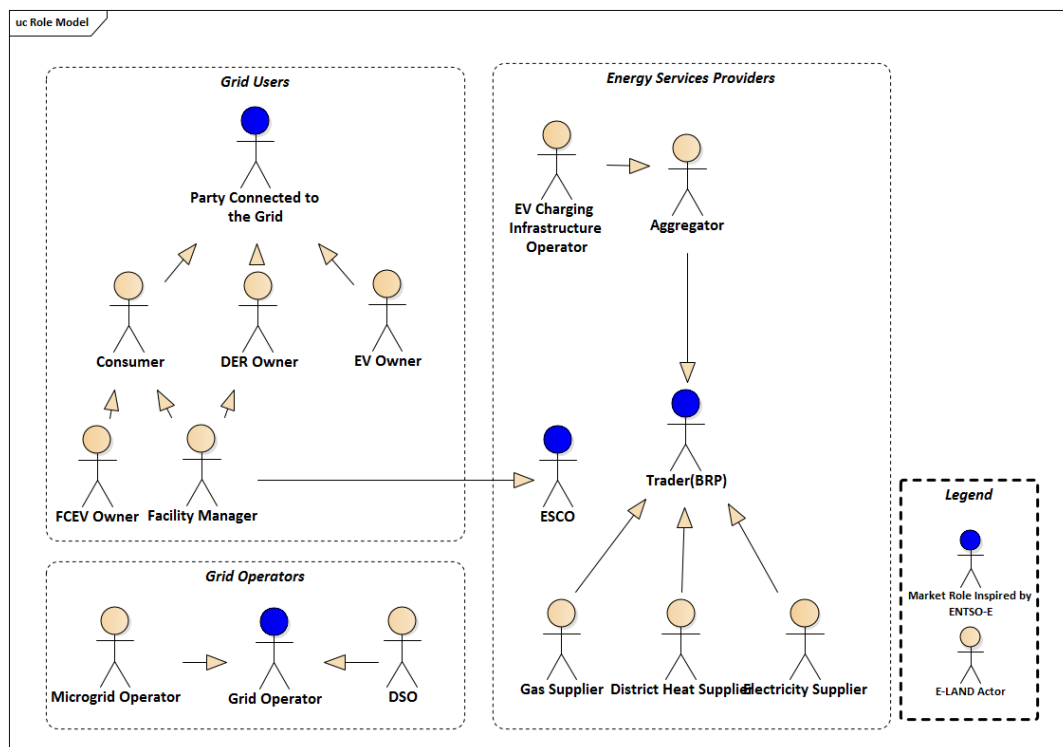 uc Role Model
Grid Users
Party Connected to
the Grid
Consumer
DER Owner
EV Owner
FCEV Owner
Facility Manager
Grid Operators
Microgrid Operator
Grid Operator
DSO
Energy Services Providers
EV Charging
Infrastructure
Operator
Aggregator
Trader(BRP)
ESCO
Gas Supplier
District Heat Supplier
Electricity Supplier
Legend
Market Role Inspired by
ENTSO-E
E-LAND Actor